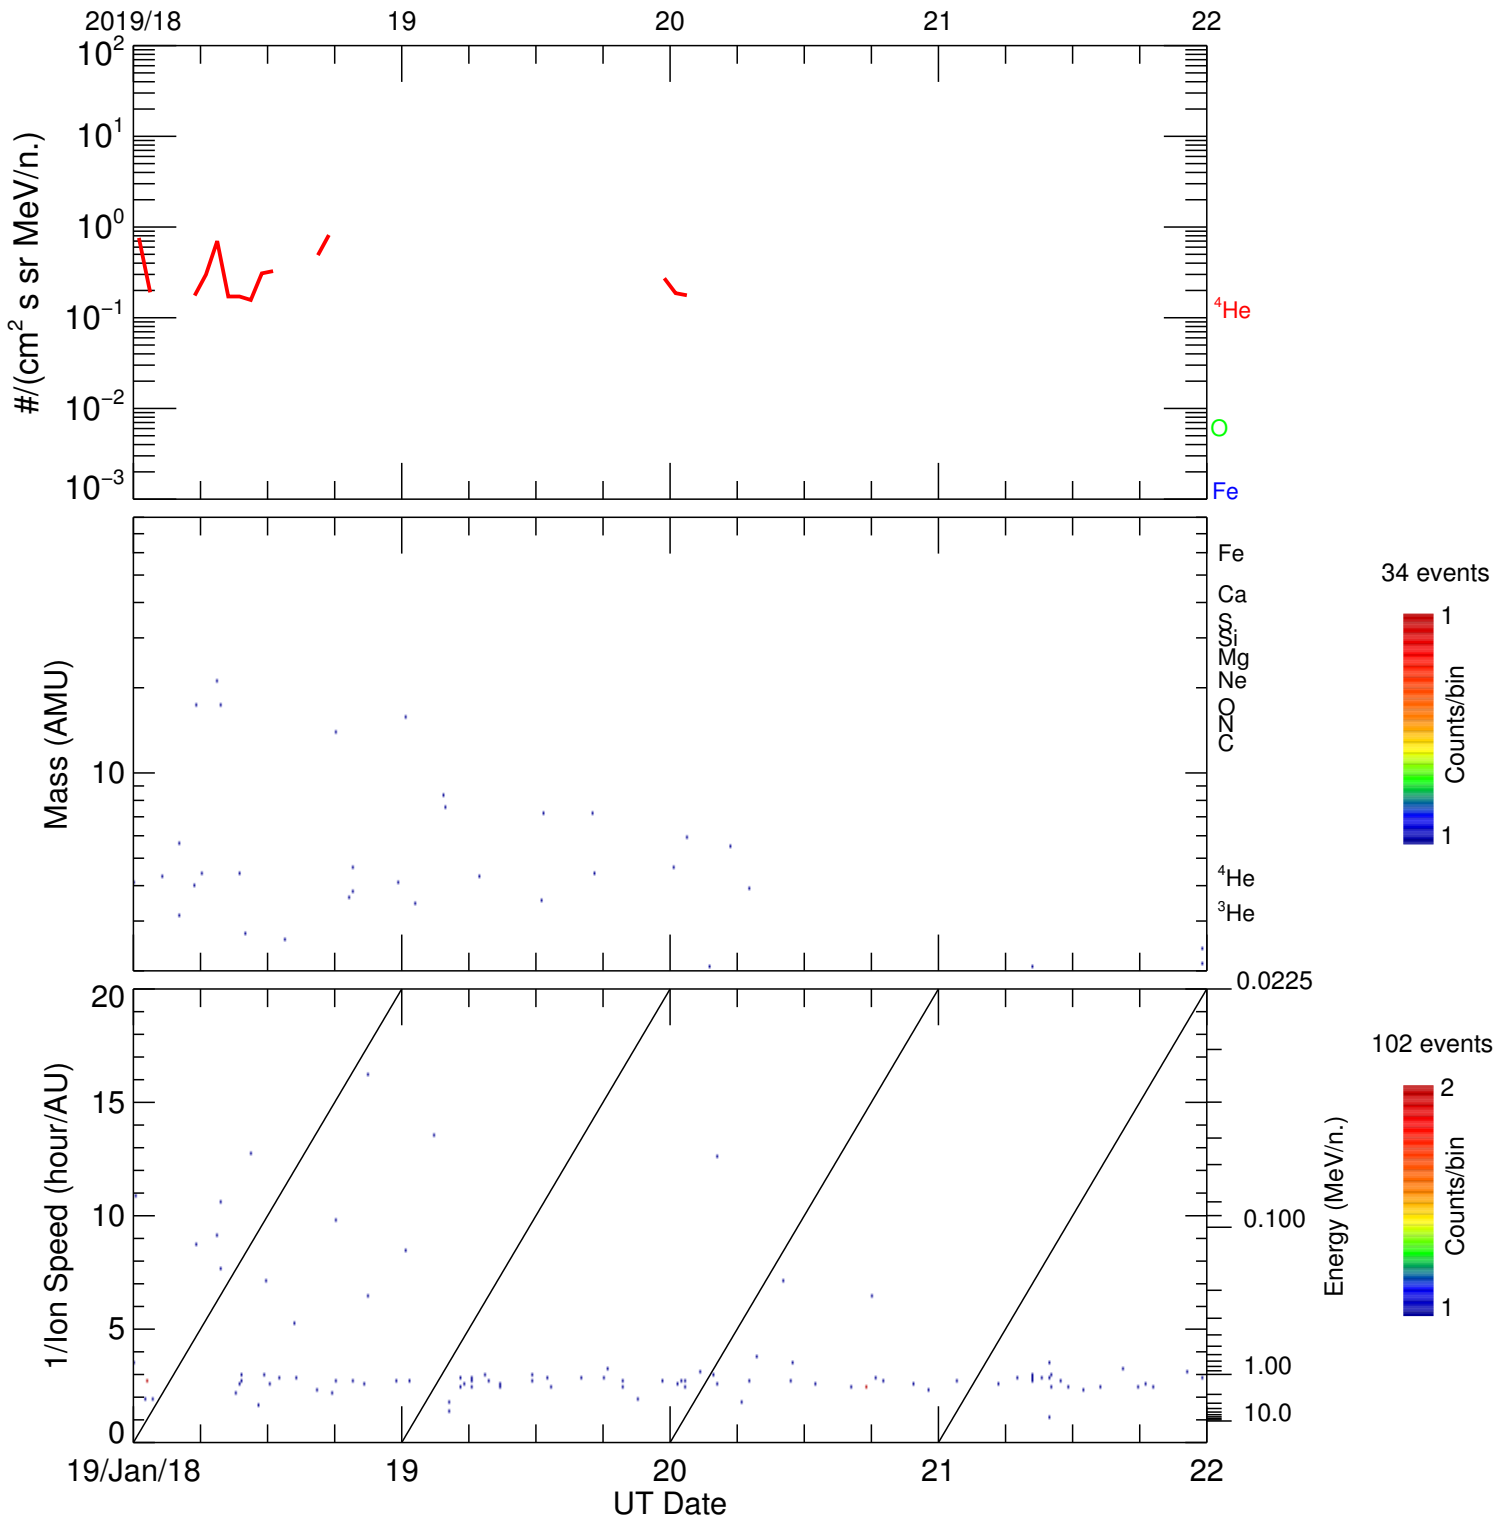 2019/18 19 20 21 22
10²
10¹
10⁰
10⁻¹
10⁻²
10⁻³
#/(cm² s sr MeV/n.)
⁴He
O
Fe
Mass (AMU)
10
Fe
Ca
S
Si
Mg
Ne
O
N
C
⁴He
³He
34 events
1
Counts/bin
1
1/Ion Speed (hour/AU)
20
15
10
5
0
0.0225
0.100
1.00
10.0
Energy (MeV/n.)
102 events
2
Counts/bin
1
19/Jan/18 19 20 21 22
UT Date